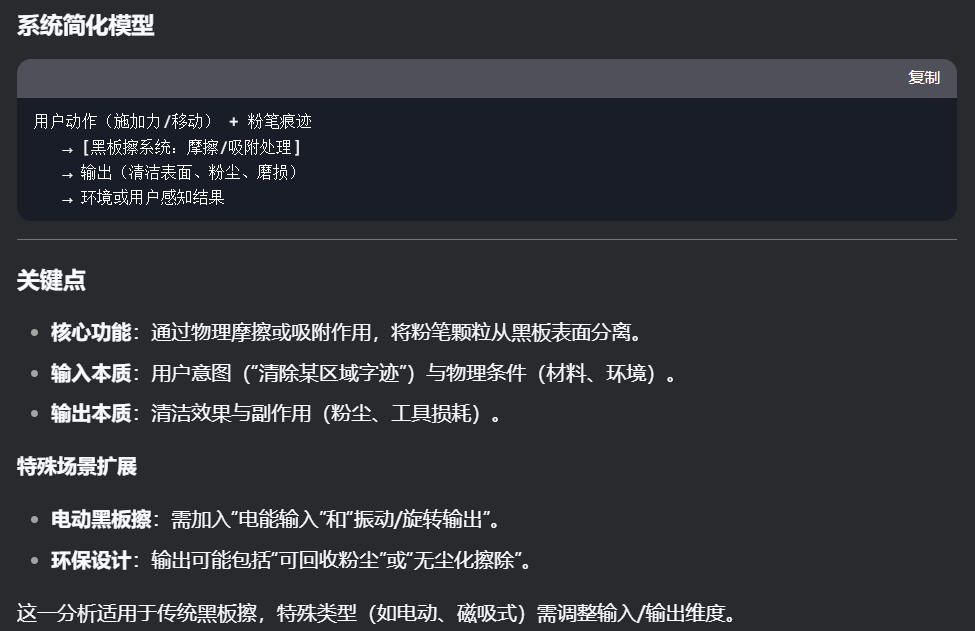 系统简化模型
复制
用户动作（施加力/移动） + 粉笔痕迹
→ [黑板擦系统：摩擦/吸附处理]
→ 输出（清洁表面、粉尘、磨损）
→ 环境或用户感知结果
关键点
• 核心功能：通过物理摩擦或吸附作用，将粉笔颗粒从黑板表面分离。
• 输入本质：用户意图（"清除某区域字迹"）与物理条件（材料、环境）。
• 输出本质：清洁效果与副作用（粉尘、工具损耗）。
特殊场景扩展
• 电动黑板擦：需加入"电能输入"和"振动/旋转输出"。
• 环保设计：输出可能包括"可回收粉尘"或"无尘化擦除"。
这一分析适用于传统黑板擦，特殊类型（如电动、磁吸式）需调整输入/输出维度。